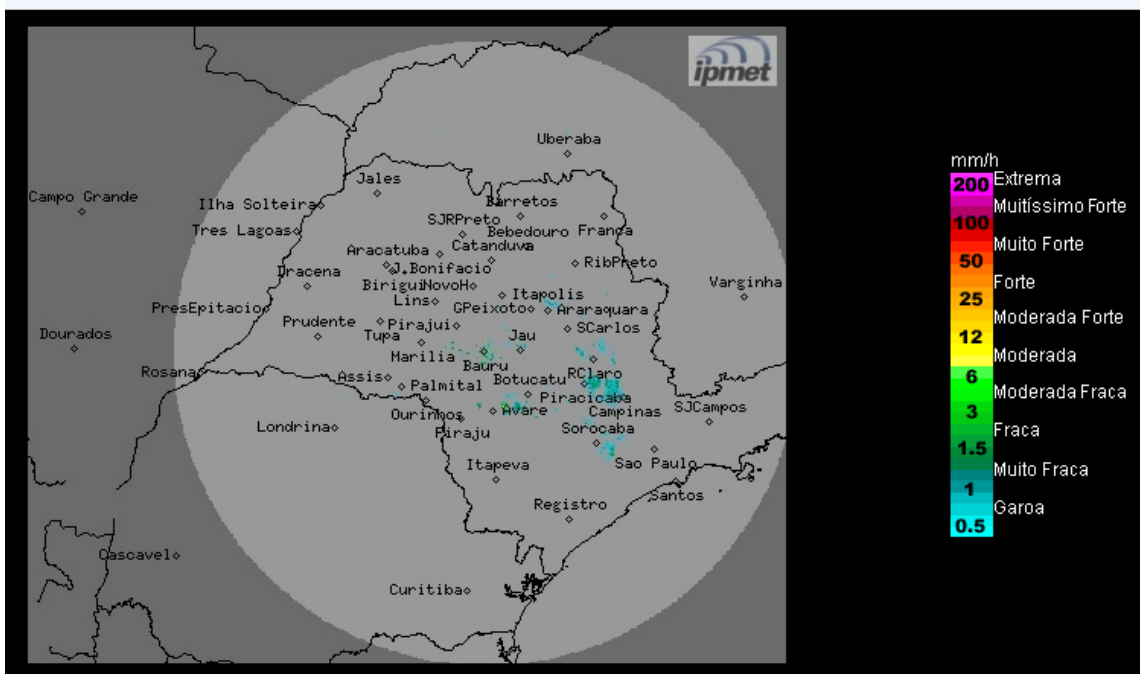 ipmet
Uberaba
Jales
Campo Grande
Ilha Solteira
Barretos
SJRPreto
Tres Lagoas
Bebedouro
Franca
Catanduva
Aracatuba
RibPreto
Dracena
J.Bonifacio
Varginha
Birigui
NovoH
Itapolis
Lins
PresEpitacio
GPeixoto
Araraquara
Prudente
Pirajui
SCarlos
Dourados
Tupa
Jau
Marilia
Bauru
Rosana
Assis
RClaro
Botucatu
Palmital
Piracicaba
Ourinhos
Avare
Campinas
SJCampos
Londrina
Piraju
Sorocaba
Itapeva
Sao Paulo
Santos
Registro
Cascavel
Curitiba
mm/h
200 Extrema
Muitíssimo Forte
100
Muito Forte
50
Forte
25
Moderada Forte
12
Moderada
6
Moderada Fraca
3
Fraca
1.5
Muito Fraca
1
Garoa
0.5